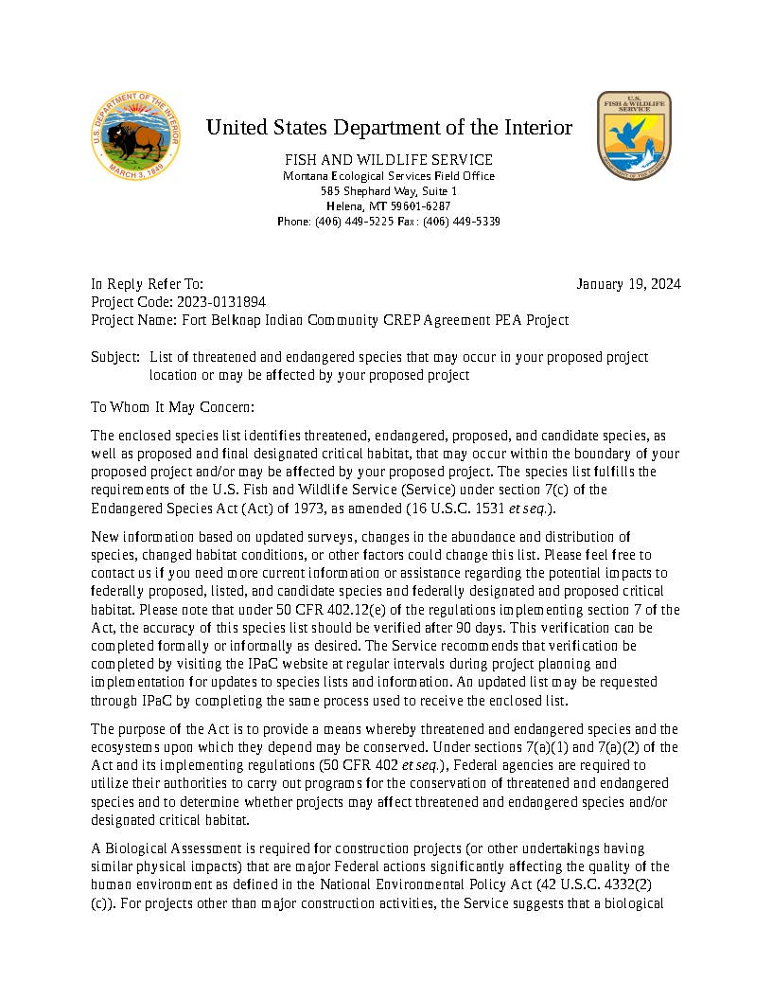 U.S. DEPARTMENT OF THE INTERIOR
MARCH 3, 1849
U.S.
FISH & WILDLIFE
SERVICE
DEPARTMENT OF THE INTERIOR
United States Department of the Interior
FISH AND WILDLIFE SERVICE
Montana Ecological Services Field Office
585 Shephard Way, Suite 1
Helena, MT 59601-6287
Phone: (406) 449-5225 Fax: (406) 449-5339
In Reply Refer To: January 19, 2024
Project Code: 2023-0131894
Project Name: Fort Belknap Indian Community CREP Agreement PEA Project
Subject: List of threatened and endangered species that may occur in your proposed project
location or may be affected by your proposed project
To Whom It May Concern:
The enclosed species list identifies threatened, endangered, proposed, and candidate species, as
well as proposed and final designated critical habitat, that may occur within the boundary of your
proposed project and/or may be affected by your proposed project. The species list fulfills the
requirements of the U.S. Fish and Wildlife Service (Service) under section 7(c) of the
Endangered Species Act (Act) of 1973, as amended (16 U.S.C. 1531 et seq.).
New information based on updated surveys, changes in the abundance and distribution of
species, changed habitat conditions, or other factors could change this list. Please feel free to
contact us if you need more current information or assistance regarding the potential impacts to
federally proposed, listed, and candidate species and federally designated and proposed critical
habitat. Please note that under 50 CFR 402.12(e) of the regulations implementing section 7 of the
Act, the accuracy of this species list should be verified after 90 days. This verification can be
completed formally or informally as desired. The Service recommends that verification be
completed by visiting the IPaC website at regular intervals during project planning and
implementation for updates to species lists and information. An updated list may be requested
through IPaC by completing the same process used to receive the enclosed list.
The purpose of the Act is to provide a means whereby threatened and endangered species and the
ecosystems upon which they depend may be conserved. Under sections 7(a)(1) and 7(a)(2) of the
Act and its implementing regulations (50 CFR 402 et seq.), Federal agencies are required to
utilize their authorities to carry out programs for the conservation of threatened and endangered
species and to determine whether projects may affect threatened and endangered species and/or
designated critical habitat.
A Biological Assessment is required for construction projects (or other undertakings having
similar physical impacts) that are major Federal actions significantly affecting the quality of the
human environment as defined in the National Environmental Policy Act (42 U.S.C. 4332(2)
(c)). For projects other than major construction activities, the Service suggests that a biological